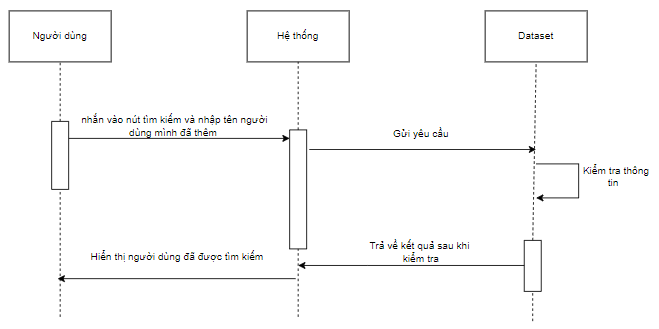 Người dùng
Hệ thống
Dataset
nhấn vào nút tìm kiếm và nhập tên người
dùng mình đã thêm
Gửi yêu cầu
Kiểm tra thông
tin
Trả về kết quả sau khi
kiểm tra
Hiển thị người dùng đã được tìm kiếm